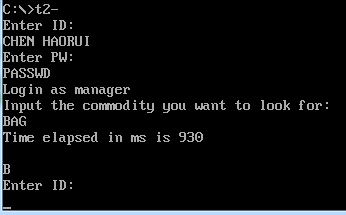 C:\>t2-
Enter ID:
CHEN HAORUI
Enter PW:
PASSWD
Login as manager
Input the commodity you want to look for:
BAG
Time elapsed in ms is 930
B
Enter ID: